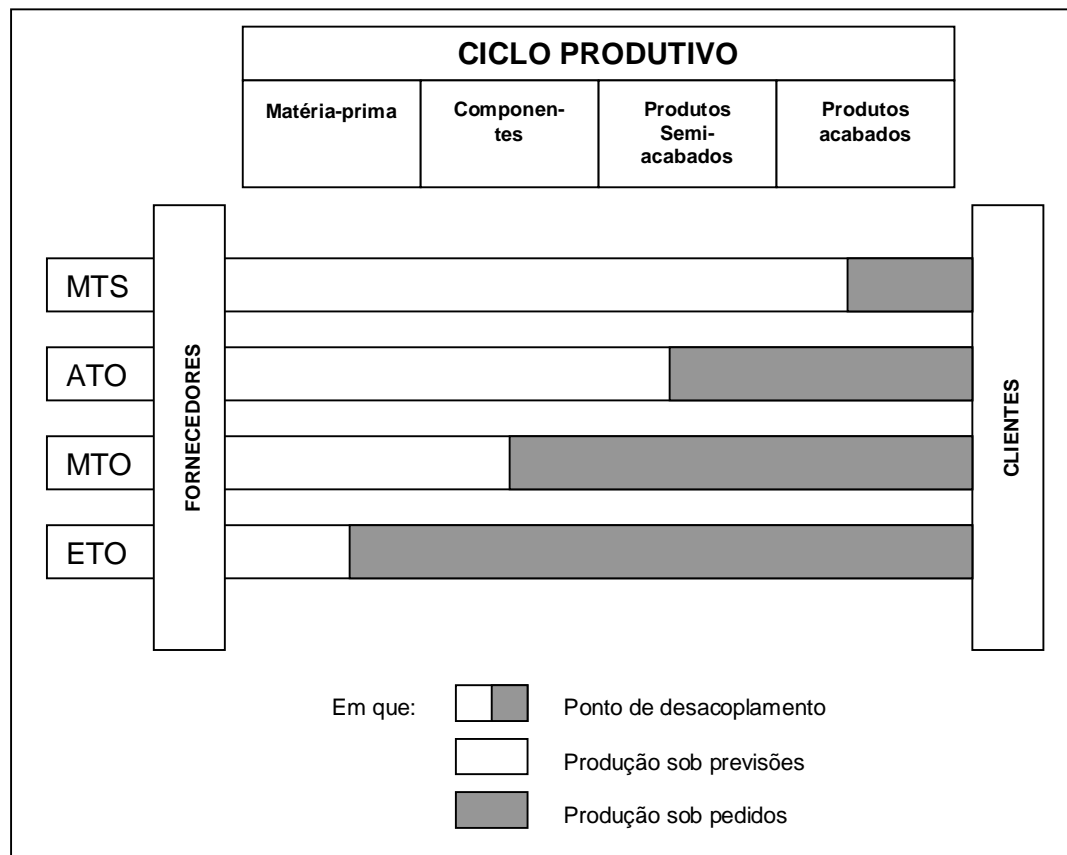 CICLO PRODUTIVO
Matéria-prima
Componen-
tes
Produtos
Semi-
acabados
Produtos
acabados
MTS
ATO
MTO
ETO
FORNECEDORES
CLIENTES
Em que:
Ponto de desacoplamento
Produção sob previsões
Produção sob pedidos